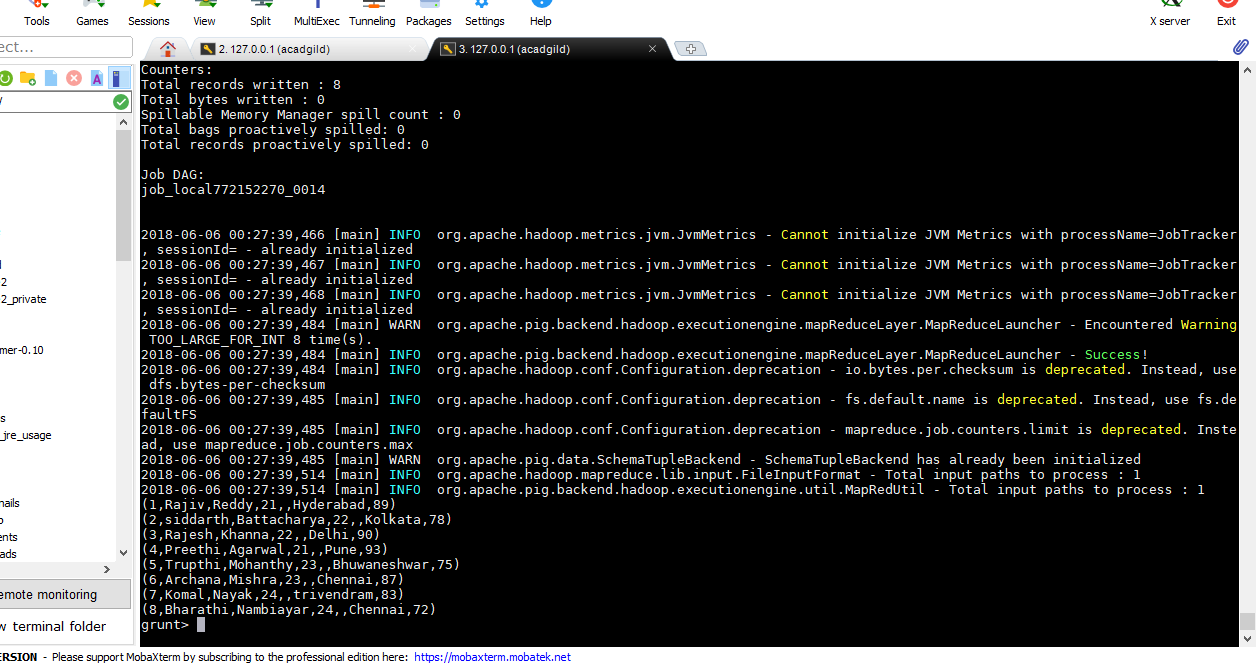 Tools Games Sessions View Split MultiExec Tunneling Packages Settings Help X server Exit
ect...
2. 127.0.0.1 (acadgild)
3. 127.0.0.1 (acadgild)
Counters:
Total records written : 8
Total bytes written : 0
Spillable Memory Manager spill count : 0
Total bags proactively spilled: 0
Total records proactively spilled: 0
Job DAG:
job_local772152270_0014
2018-06-06 00:27:39,466 [main] INFO  org.apache.hadoop.metrics.jvm.JvmMetrics - Cannot initialize JVM Metrics with processName=JobTracker
, sessionId= - already initialized
2018-06-06 00:27:39,467 [main] INFO  org.apache.hadoop.metrics.jvm.JvmMetrics - Cannot initialize JVM Metrics with processName=JobTracker
, sessionId= - already initialized
2018-06-06 00:27:39,468 [main] INFO  org.apache.hadoop.metrics.jvm.JvmMetrics - Cannot initialize JVM Metrics with processName=JobTracker
, sessionId= - already initialized
2018-06-06 00:27:39,484 [main] WARN  org.apache.pig.backend.hadoop.executionengine.mapReduceLayer.MapReduceLauncher - Encountered Warning
 TOO_LARGE_FOR_INT 8 time(s).
2018-06-06 00:27:39,484 [main] INFO  org.apache.pig.backend.hadoop.executionengine.mapReduceLayer.MapReduceLauncher - Success!
2018-06-06 00:27:39,484 [main] INFO  org.apache.hadoop.conf.Configuration.deprecation - io.bytes.per.checksum is deprecated. Instead, use
 dfs.bytes-per-checksum
2018-06-06 00:27:39,485 [main] INFO  org.apache.hadoop.conf.Configuration.deprecation - fs.default.name is deprecated. Instead, use fs.de
faultFS
2018-06-06 00:27:39,485 [main] INFO  org.apache.hadoop.conf.Configuration.deprecation - mapreduce.job.counters.limit is deprecated. Inste
ad, use mapreduce.job.counters.max
2018-06-06 00:27:39,485 [main] WARN  org.apache.pig.data.SchemaTupleBackend - SchemaTupleBackend has already been initialized
2018-06-06 00:27:39,514 [main] INFO  org.apache.hadoop.mapreduce.lib.input.FileInputFormat - Total input paths to process : 1
2018-06-06 00:27:39,514 [main] INFO  org.apache.pig.backend.hadoop.executionengine.util.MapRedUtil - Total input paths to process : 1
(1,Rajiv,Reddy,21,,Hyderabad,89)
(2,siddarth,Battacharya,22,,Kolkata,78)
(3,Rajesh,Khanna,22,,Delhi,90)
(4,Preethi,Agarwal,21,,Pune,93)
(5,Trupthi,Mohanthy,23,,Bhuwaneshwar,75)
(6,Archana,Mishra,23,,Chennai,87)
(7,Komal,Nayak,24,,trivendram,83)
(8,Bharathi,Nambiayar,24,,Chennai,72)
grunt>
2
2_private
mer-0.10
s
_jre_usage
nails
o
ents
ads
emote monitoring
w terminal folder
ERSION - Please support MobaXterm by subscribing to the professional edition here: https://mobaxterm.mobatek.net